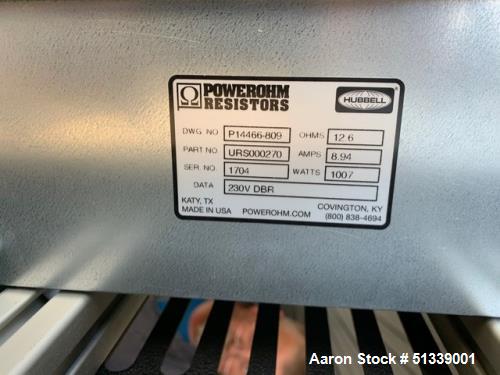 POWEROHM
RESISTORS
HUBBELL
DWG. NO P14466-809 OHMS 12.6
PART NO. URS000270 AMPS 8.94
SER. NO. 1704 WATTS 1007
DATA 230V DBR
KATY, TX COVINGTON, KY
MADE IN USA POWEROHM.COM (800) 838-4694
Aaron Stock #51339001